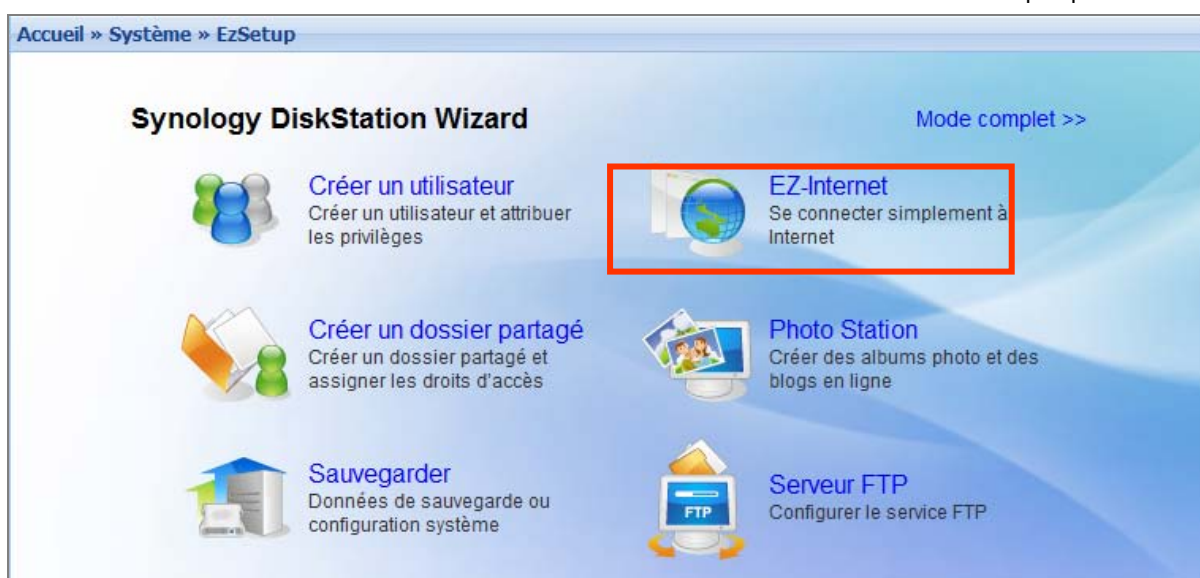 Accueil » Système » EzSetup
Synology DiskStation Wizard
Mode complet >>
Créer un utilisateur
Créer un utilisateur et attribuer
les privilèges
EZ-Internet
Se connecter simplement à
Internet
Créer un dossier partagé
Créer un dossier partagé et
assigner les droits d'accès
Photo Station
Créer des albums photo et des
blogs en ligne
Sauvegarder
Données de sauvegarde ou
configuration système
FTP
Serveur FTP
Configurer le service FTP